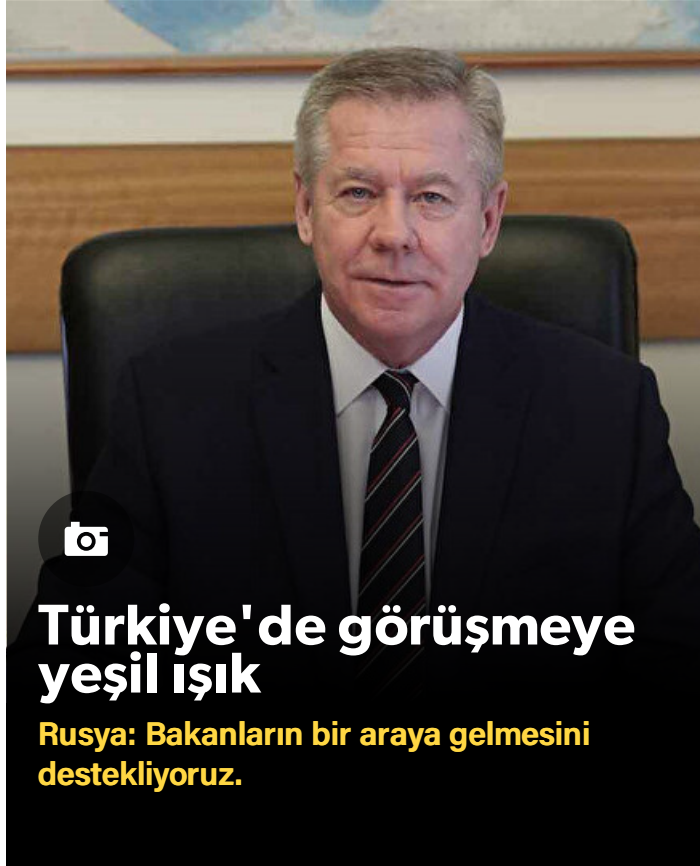 Türkiye'de görüşmeye
yeşil ışık
Rusya: Bakanların bir araya gelmesini
destekliyoruz.